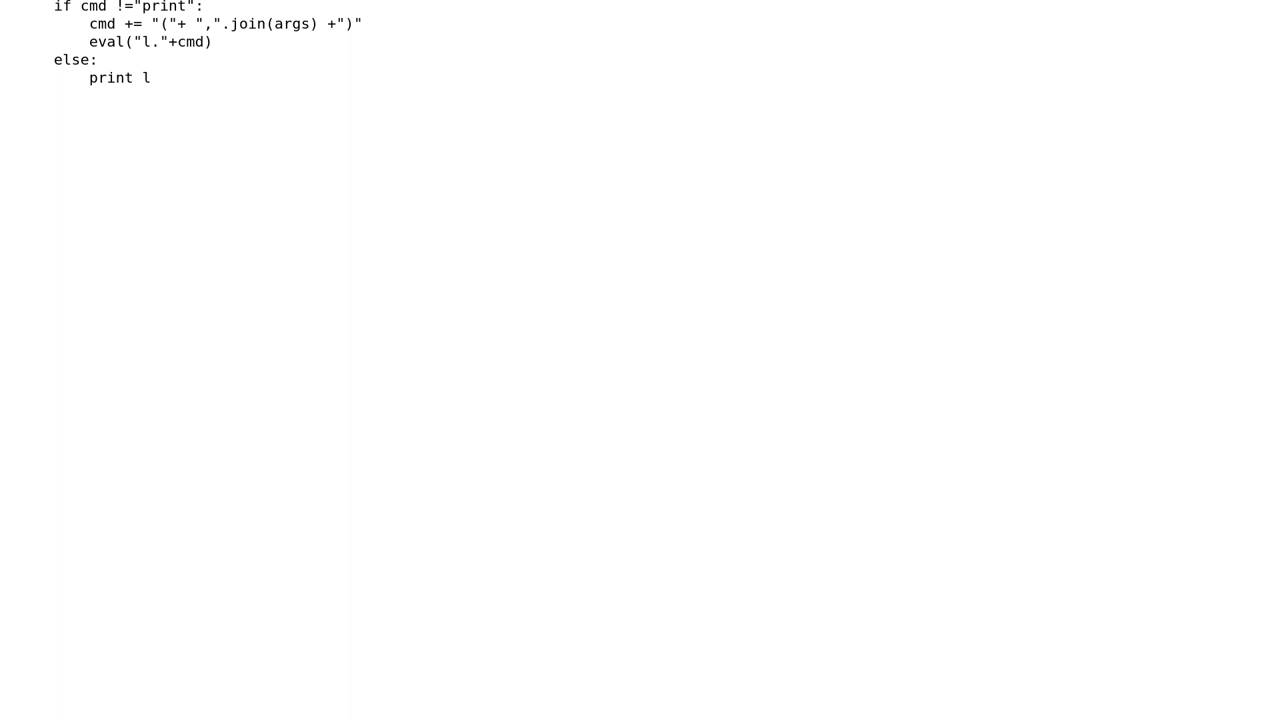 if cmd !="print":
cmd += "("+ ",".join(args) +")"
eval("l."+cmd)
else:
print l